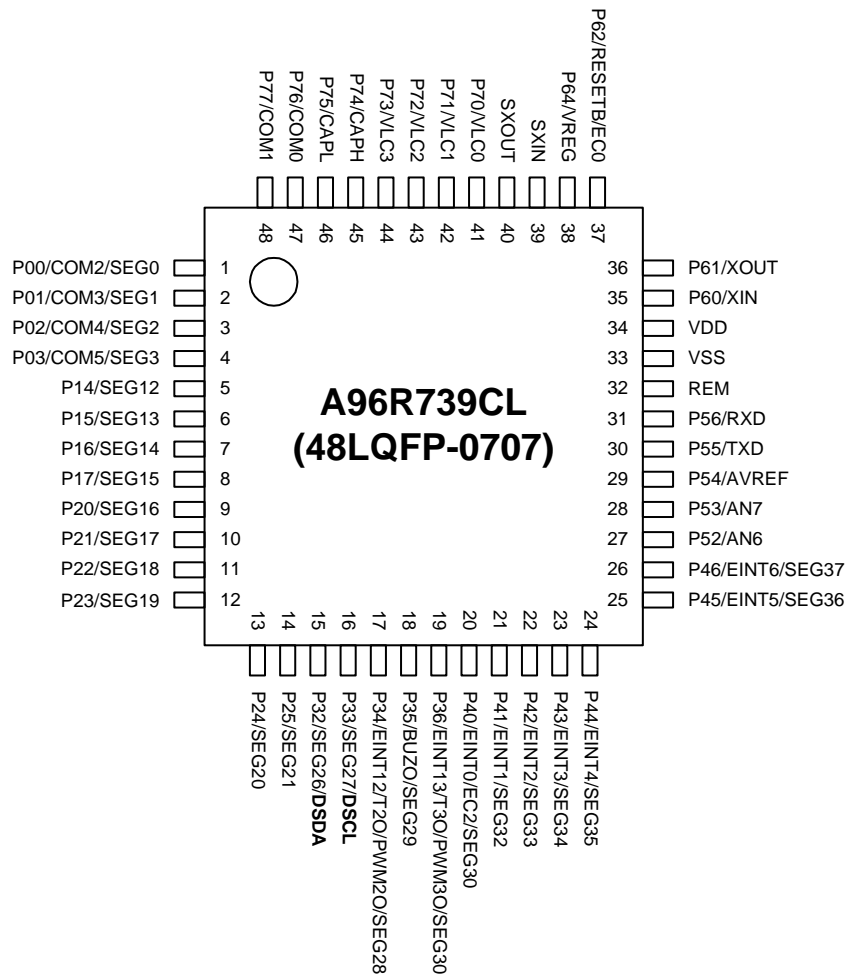 P77/COM1
P76/COM0
P75/CAPL
P74/CAPH
P73/VLC3
P72/VLC2
P71/VLC1
P70/VLC0
SXOUT
SXIN
P64/VREG
P62/RESETB/EC0
48
47
46
45
44
43
42
41
40
39
38
37
P00/COM2/SEG0 1
P01/COM3/SEG1 2
P02/COM4/SEG2 3
P03/COM5/SEG3 4
P14/SEG12 5
P15/SEG13 6
P16/SEG14 7
P17/SEG15 8
P20/SEG16 9
P21/SEG17 10
P22/SEG18 11
P23/SEG19 12
A96R739CL
(48LQFP-0707)
36 P61/XOUT
35 P60/XIN
34 VDD
33 VSS
32 REM
31 P56/RXD
30 P55/TXD
29 P54/AVREF
28 P53/AN7
27 P52/AN6
26 P46/EINT6/SEG37
25 P45/EINT5/SEG36
13
14
15
16
17
18
19
20
21
22
23
24
P24/SEG20
P25/SEG21
P32/SEG26/DSDA
P33/SEG27/DSCL
P34/EINT12/T2O/PWM2O/SEG28
P35/BUZO/SEG29
P36/EINT13/T3O/PWM3O/SEG30
P40/EINT0/EC2/SEG30
P41/EINT1/SEG32
P42/EINT2/SEG33
P43/EINT3/SEG34
P44/EINT4/SEG35